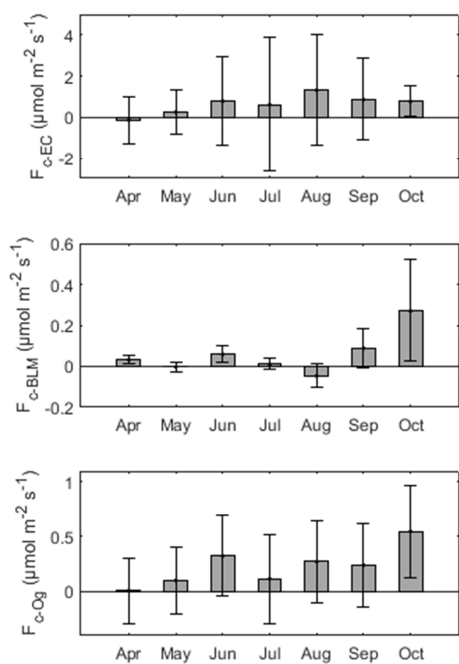 F c-EC (μmol m-2 s-1)
4
2
0
-2
Apr May Jun Jul Aug Sep Oct
F c-BLM (μmol m-2 s-1)
0.6
0.4
0.2
0
-0.2
Apr May Jun Jul Aug Sep Oct
F c-Og (μmol m-2 s-1)
1
0.5
0
Apr May Jun Jul Aug Sep Oct